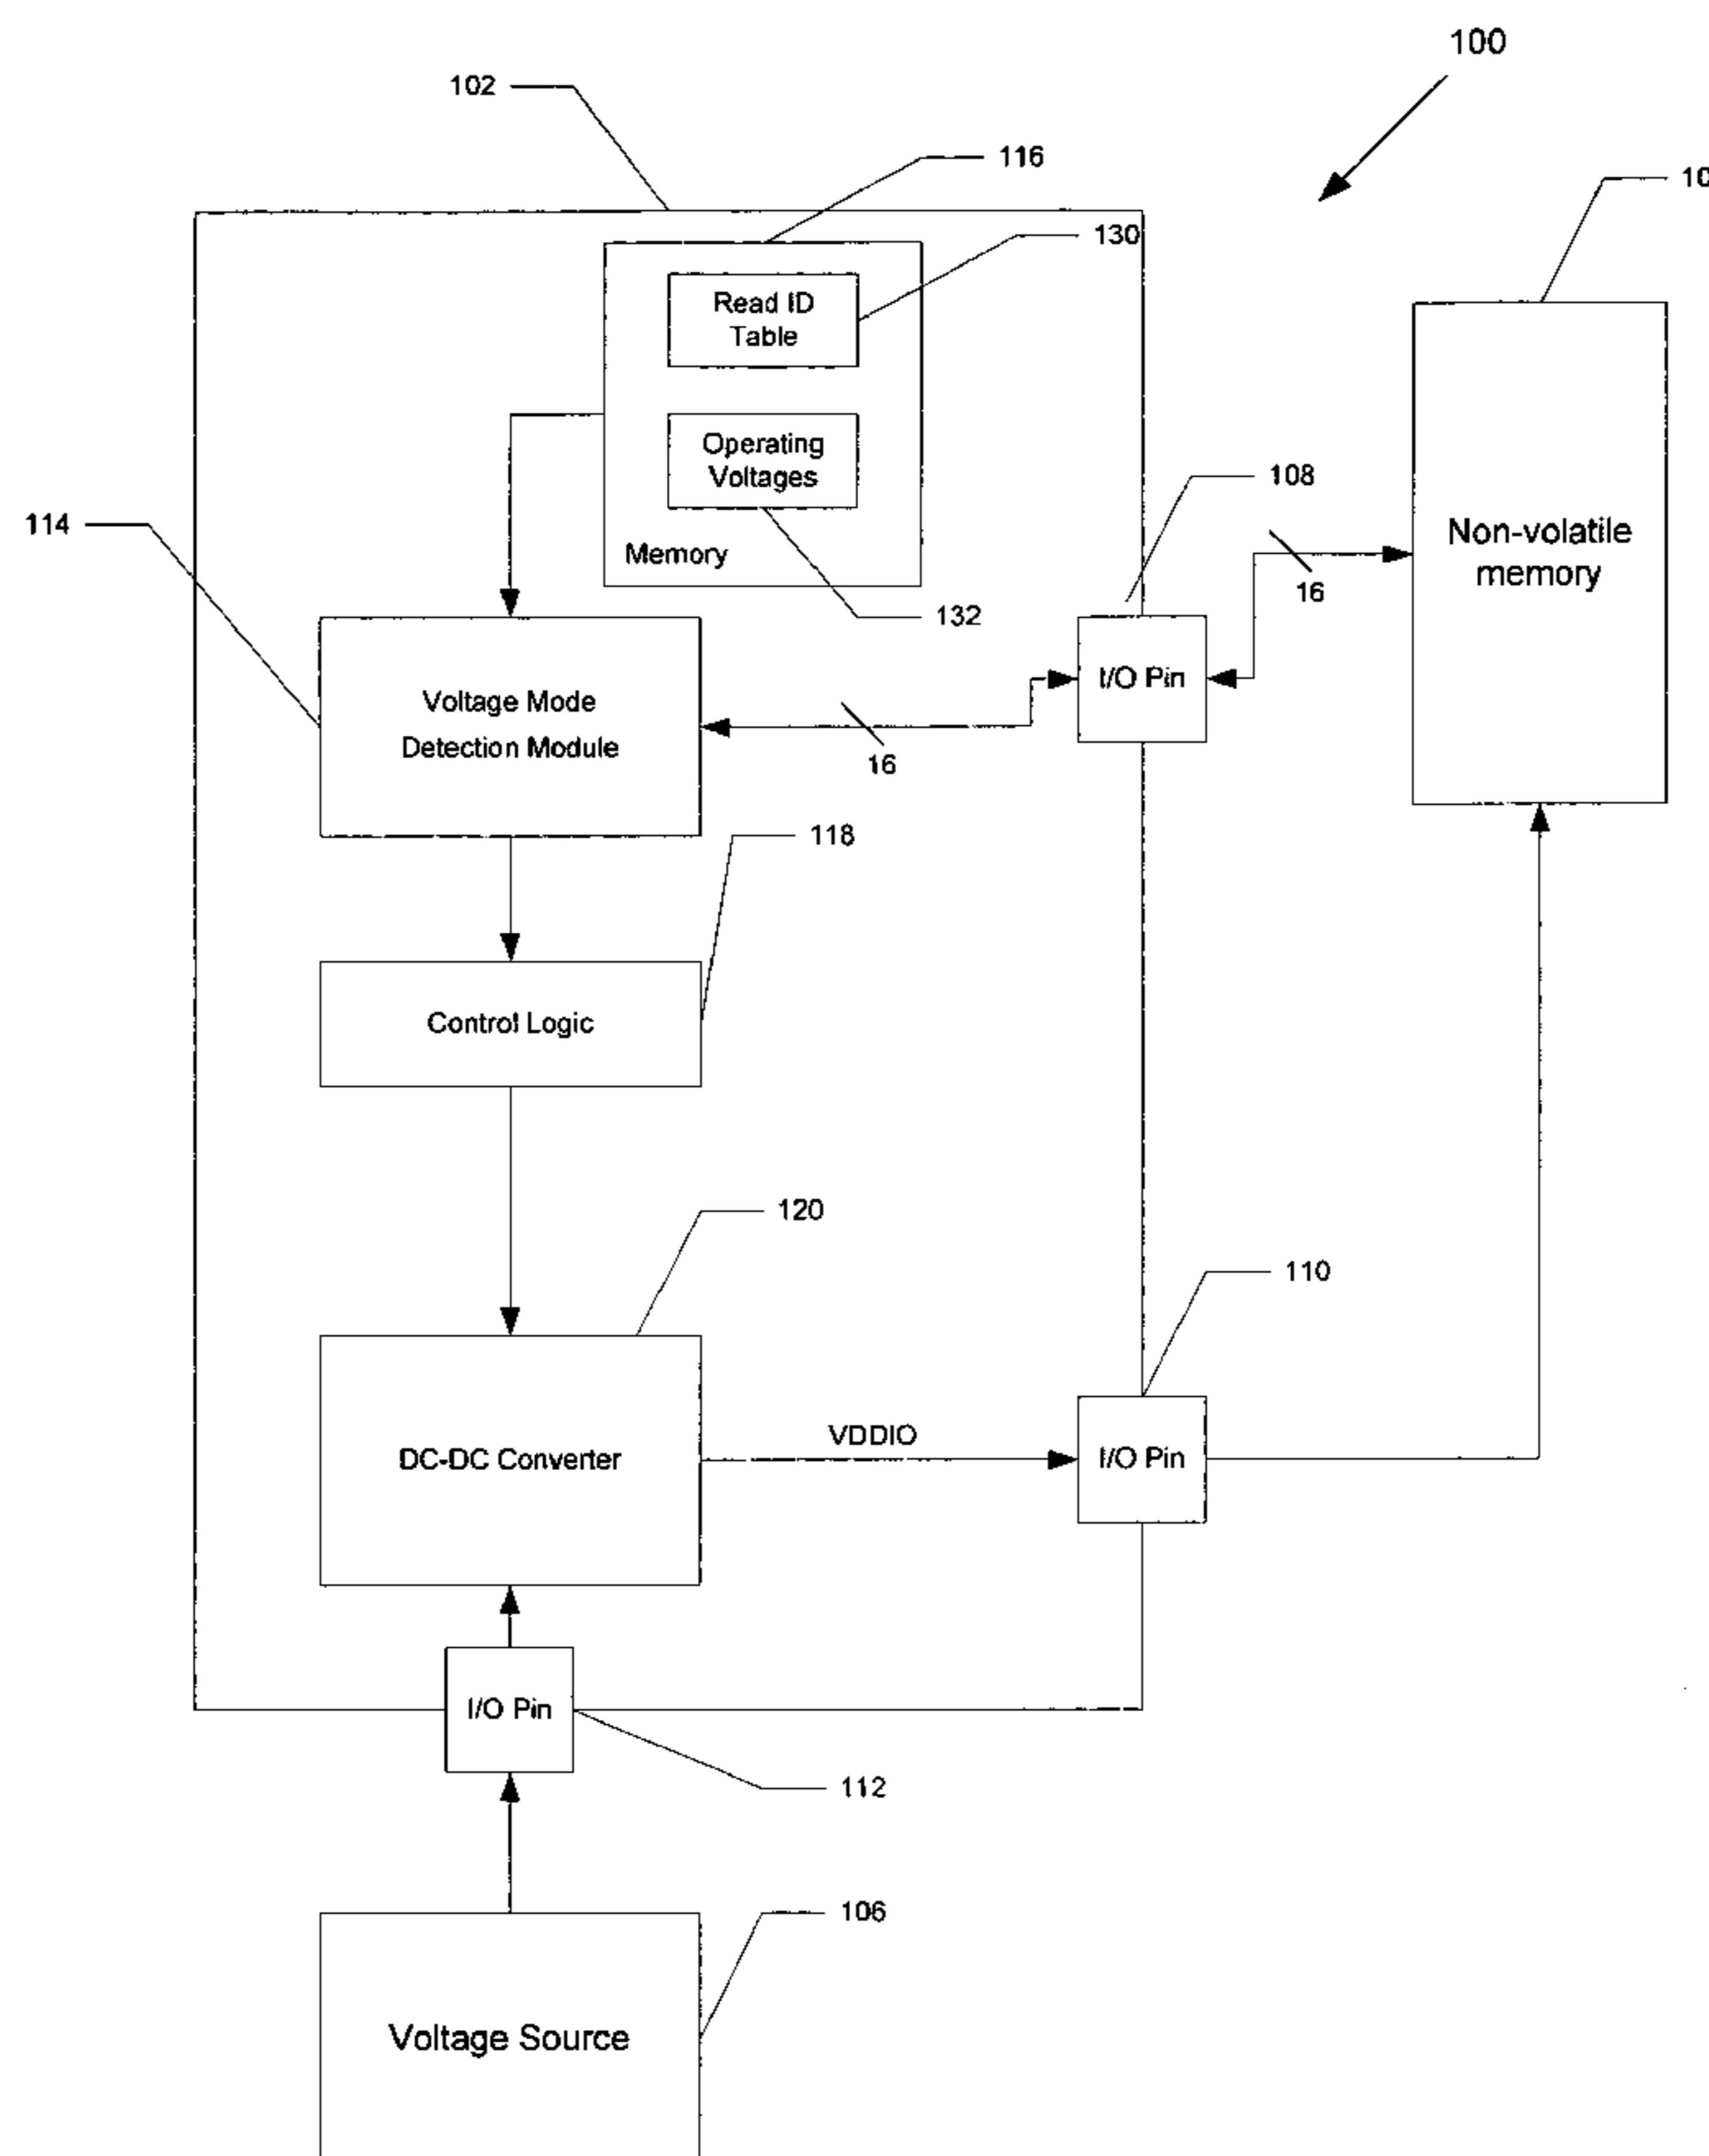 100
102
116
10
130
Read ID
Table
Operating
Voltages
108
114
Non-volatile
memory
Memory
16
132
I/O Pin
Voltage Mode
Detection Module
16
118
Control Logic
120
110
VDDIO
DC-DC Converter
I/O Pin
I/O Pin
112
106
Voltage Source